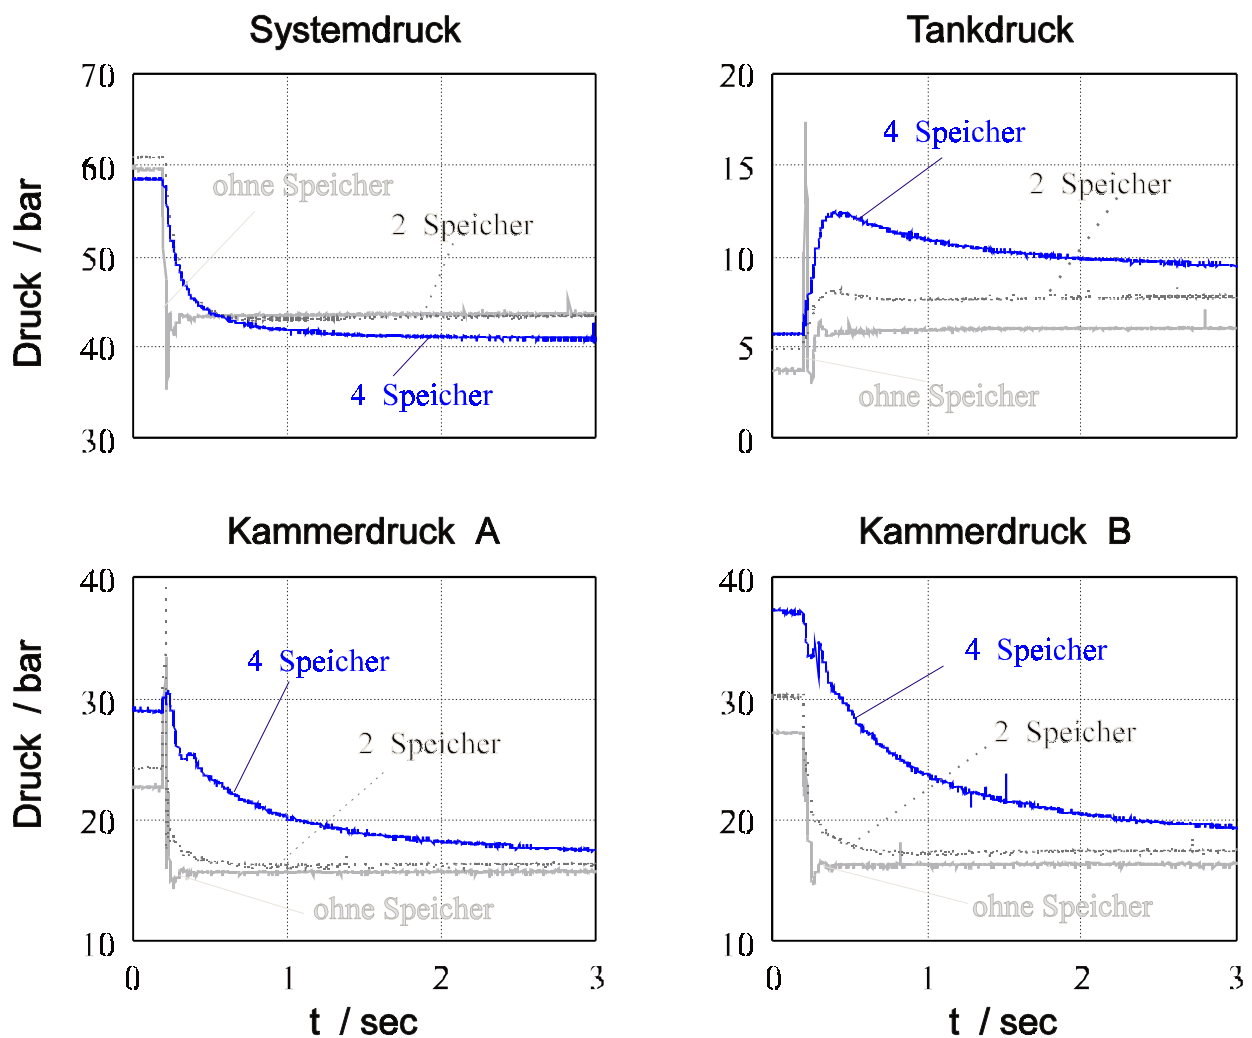 Systemdruck
Druck / bar
70
60
50
40
30
ohne Speicher
2 Speicher
4 Speicher
Tankdruck
20
15
10
5
0
4 Speicher
2 Speicher
ohne Speicher
Kammerdruck A
Druck / bar
40
30
20
10
4 Speicher
2 Speicher
ohne Speicher
0 1 2 3
t / sec
Kammerdruck B
40
30
20
10
4 Speicher
2 Speicher
ohne Speicher
0 1 2 3
t / sec